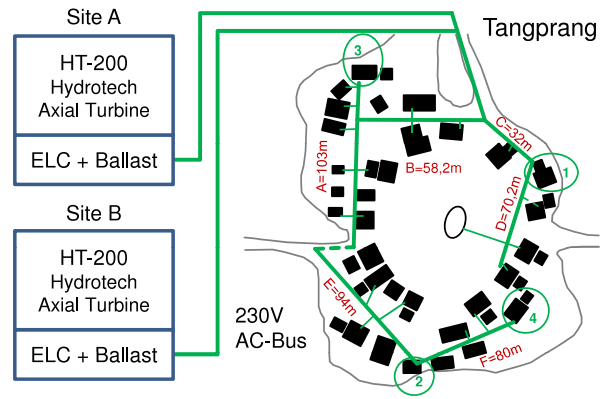 Site A
HT-200
Hydrotech
Axial Turbine
ELC + Ballast
Site B
HT-200
Hydrotech
Axial Turbine
ELC + Ballast
Tangprang
3
C=32m
A=103m
B=58,2m
1
D=70,2m
E=94m
4
230V
AC-Bus
F=80m
2